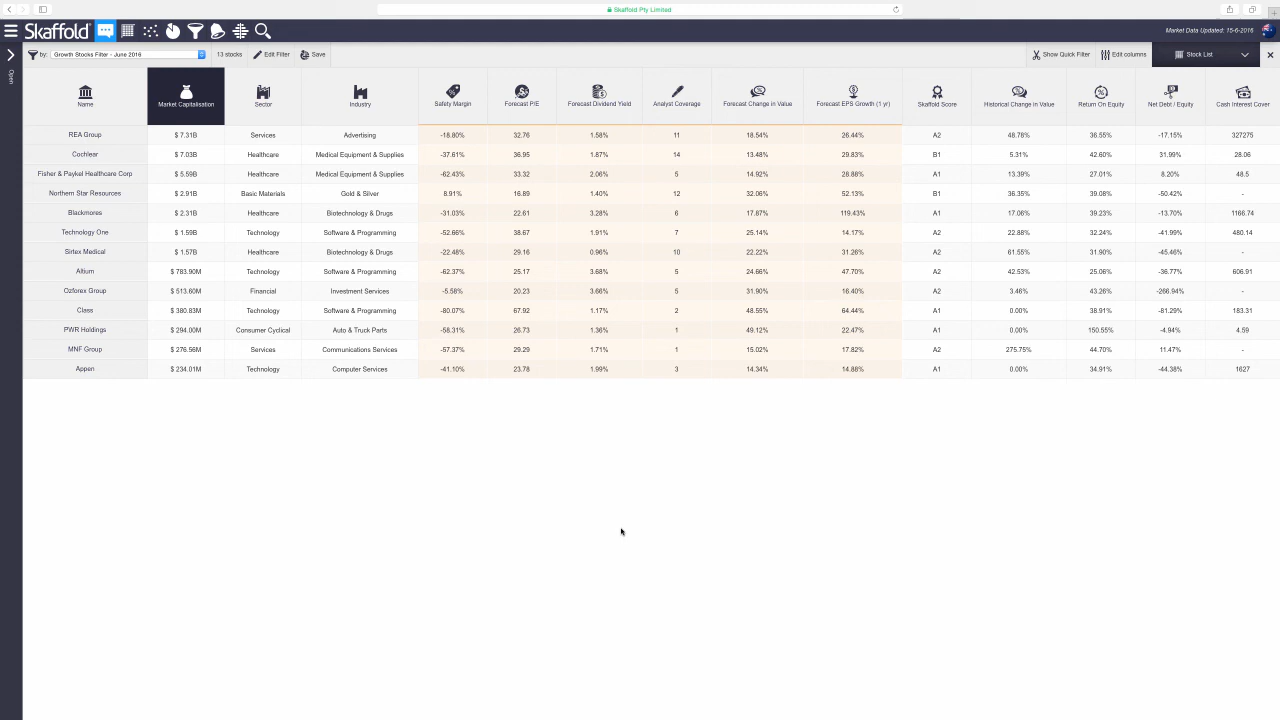 Skaffold Pty Limited
Skaffold
Market Data Updated: 15-6-2016
by: Growth Stocks Filter - June 2016 13 stocks Edit Filter Save Show Quick Filter Edit columns Stock List
Open
Name Market Capitalisation Sector Industry Safety Margin Forecast P/E Forecast Dividend Yield Analyst Coverage Forecast Change in Value Forecast EPS Growth (1 yr) Skaffold Score Historical Change in Value Return On Equity Net Debt / Equity Cash Interest Cover
REA Group $ 7.31B Services Advertising -18.80% 32.76 1.58% 11 18.54% 26.44% A2 48.78% 36.55% -17.15% 327275
Cochlear $ 7.03B Healthcare Medical Equipment & Supplies -37.61% 36.95 1.87% 14 13.48% 29.83% B1 5.31% 42.60% 31.99% 28.06
Fisher & Paykel Healthcare Corp $ 5.59B Healthcare Medical Equipment & Supplies -62.43% 33.32 2.06% 5 14.92% 28.88% A1 13.39% 27.01% 8.20% 48.5
Northern Star Resources $ 2.91B Basic Materials Gold & Silver 8.91% 16.89 1.40% 12 32.06% 52.13% B1 36.35% 39.08% -50.42% -
Blackmores $ 2.31B Healthcare Biotechnology & Drugs -31.03% 22.61 3.28% 6 17.87% 119.43% A1 17.06% 39.23% -13.70% 1166.74
Technology One $ 1.59B Technology Software & Programming -52.66% 38.67 1.91% 7 25.14% 14.17% A2 22.88% 32.24% -41.99% 480.14
Sirtex Medical $ 1.57B Healthcare Biotechnology & Drugs -22.48% 29.16 0.96% 10 22.22% 31.26% A2 61.55% 31.90% -45.46% -
Altium $ 783.90M Technology Software & Programming -62.37% 25.17 3.68% 5 24.66% 47.70% A2 42.53% 25.06% -36.77% 606.91
Ozforex Group $ 513.60M Financial Investment Services -5.58% 20.23 3.66% 5 31.90% 16.40% A2 3.46% 43.26% -266.94% -
Class $ 380.83M Technology Software & Programming -80.07% 67.92 1.17% 2 48.55% 64.44% A1 0.00% 38.91% -81.29% 183.31
PWR Holdings $ 294.00M Consumer Cyclical Auto & Truck Parts -58.31% 26.73 1.36% 1 49.12% 22.47% A1 0.00% 150.55% -4.94% 4.59
MNF Group $ 276.56M Services Communications Services -57.37% 29.29 1.71% 1 15.02% 17.82% A2 275.75% 44.70% 11.47% -
Appen $ 234.01M Technology Computer Services -41.10% 23.78 1.99% 3 14.34% 14.88% A1 0.00% 34.91% -44.38% 1627